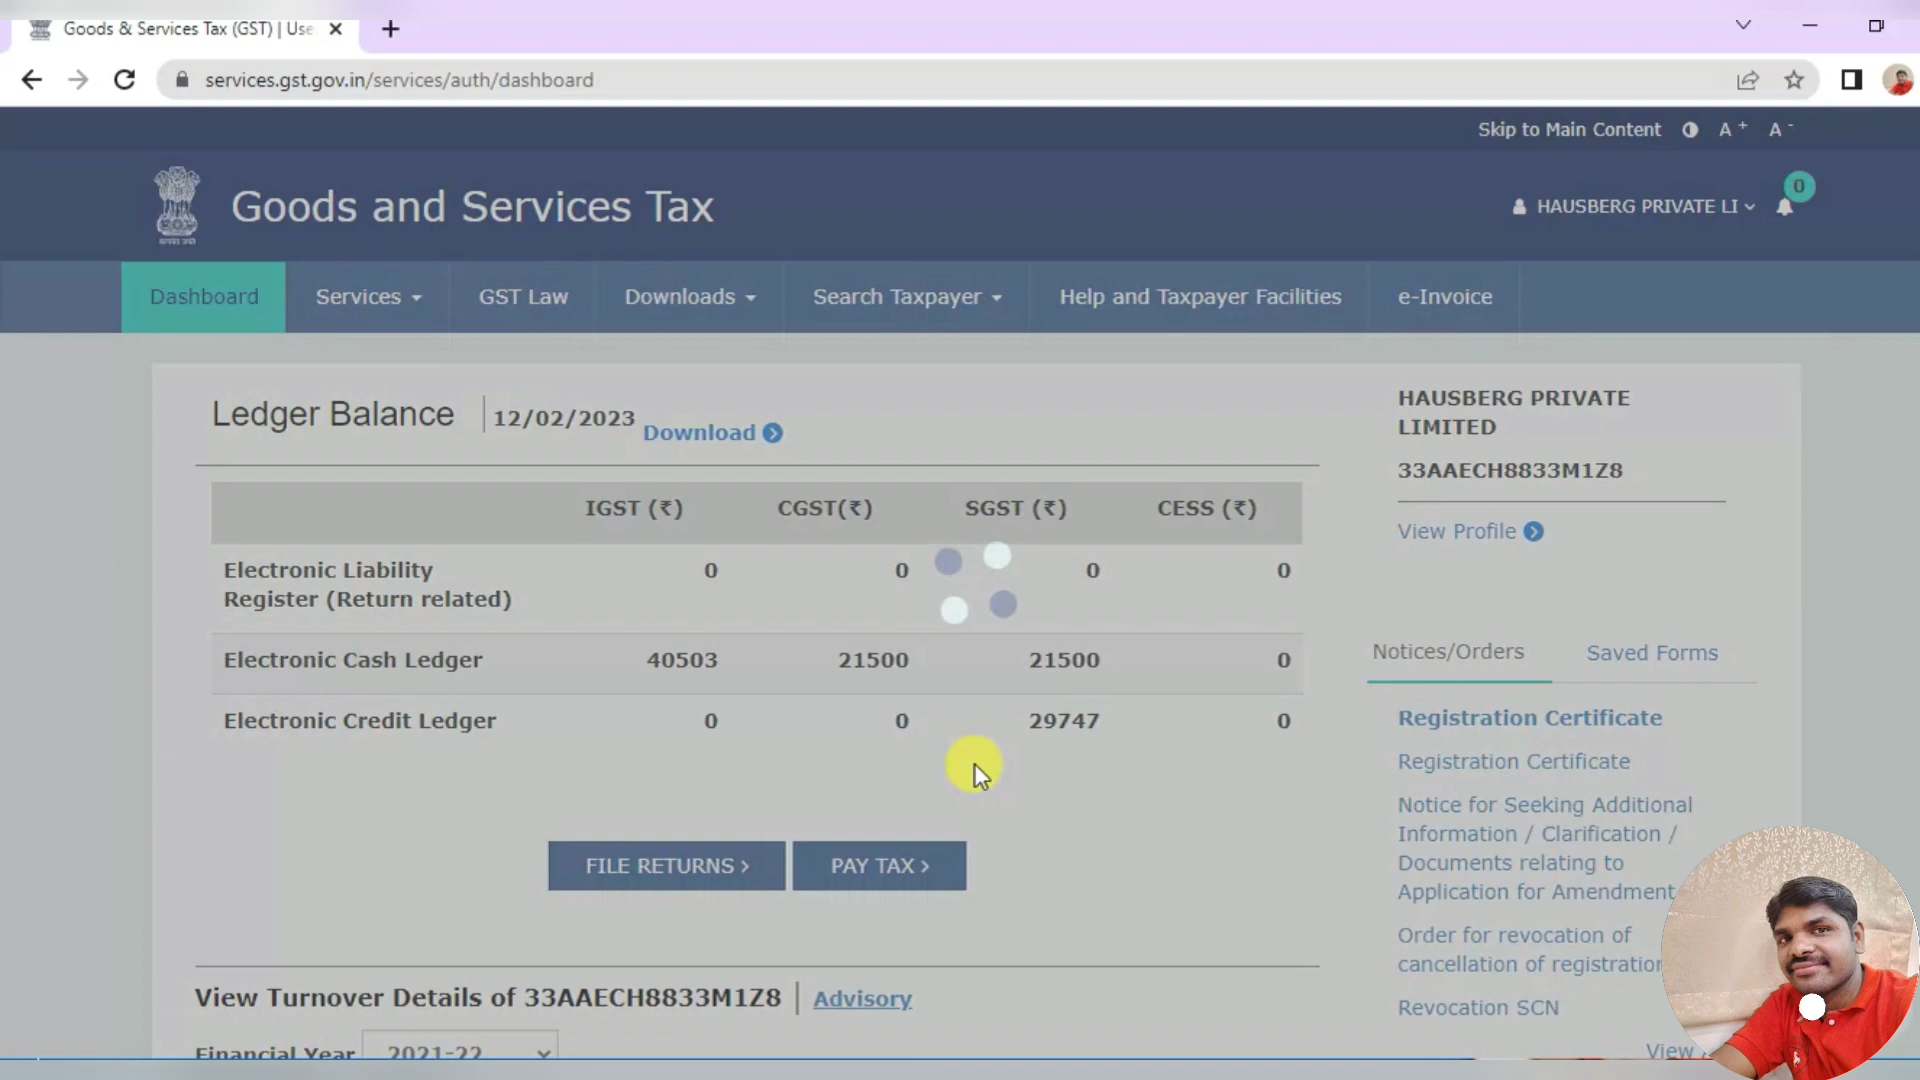 Goods & Services Tax (GST) | Use
services.gst.gov.in/services/auth/dashboard
Skip to Main Content A + A -
Goods and Services Tax
HAUSBERG PRIVATE LI
0
Dashboard Services GST Law Downloads Search Taxpayer Help and Taxpayer Facilities e-Invoice
Ledger Balance 12/02/2023 Download
IGST (₹) CGST(₹) SGST (₹) CESS (₹)
Electronic Liability
Register (Return related) 0 0 0 0
Electronic Cash Ledger 40503 21500 21500 0
Electronic Credit Ledger 0 0 29747 0
FILE RETURNS > PAY TAX >
View Turnover Details of 33AAECH8833M1Z8 Advisory
Financial Year 2021-22
HAUSBERG PRIVATE
LIMITED
33AAECH8833M1Z8
View Profile
Notices/Orders Saved Forms
Registration Certificate
Registration Certificate
Notice for Seeking Additional
Information / Clarification /
Documents relating to
Application for Amendment
Order for revocation of
cancellation of registration
Revocation SCN
View